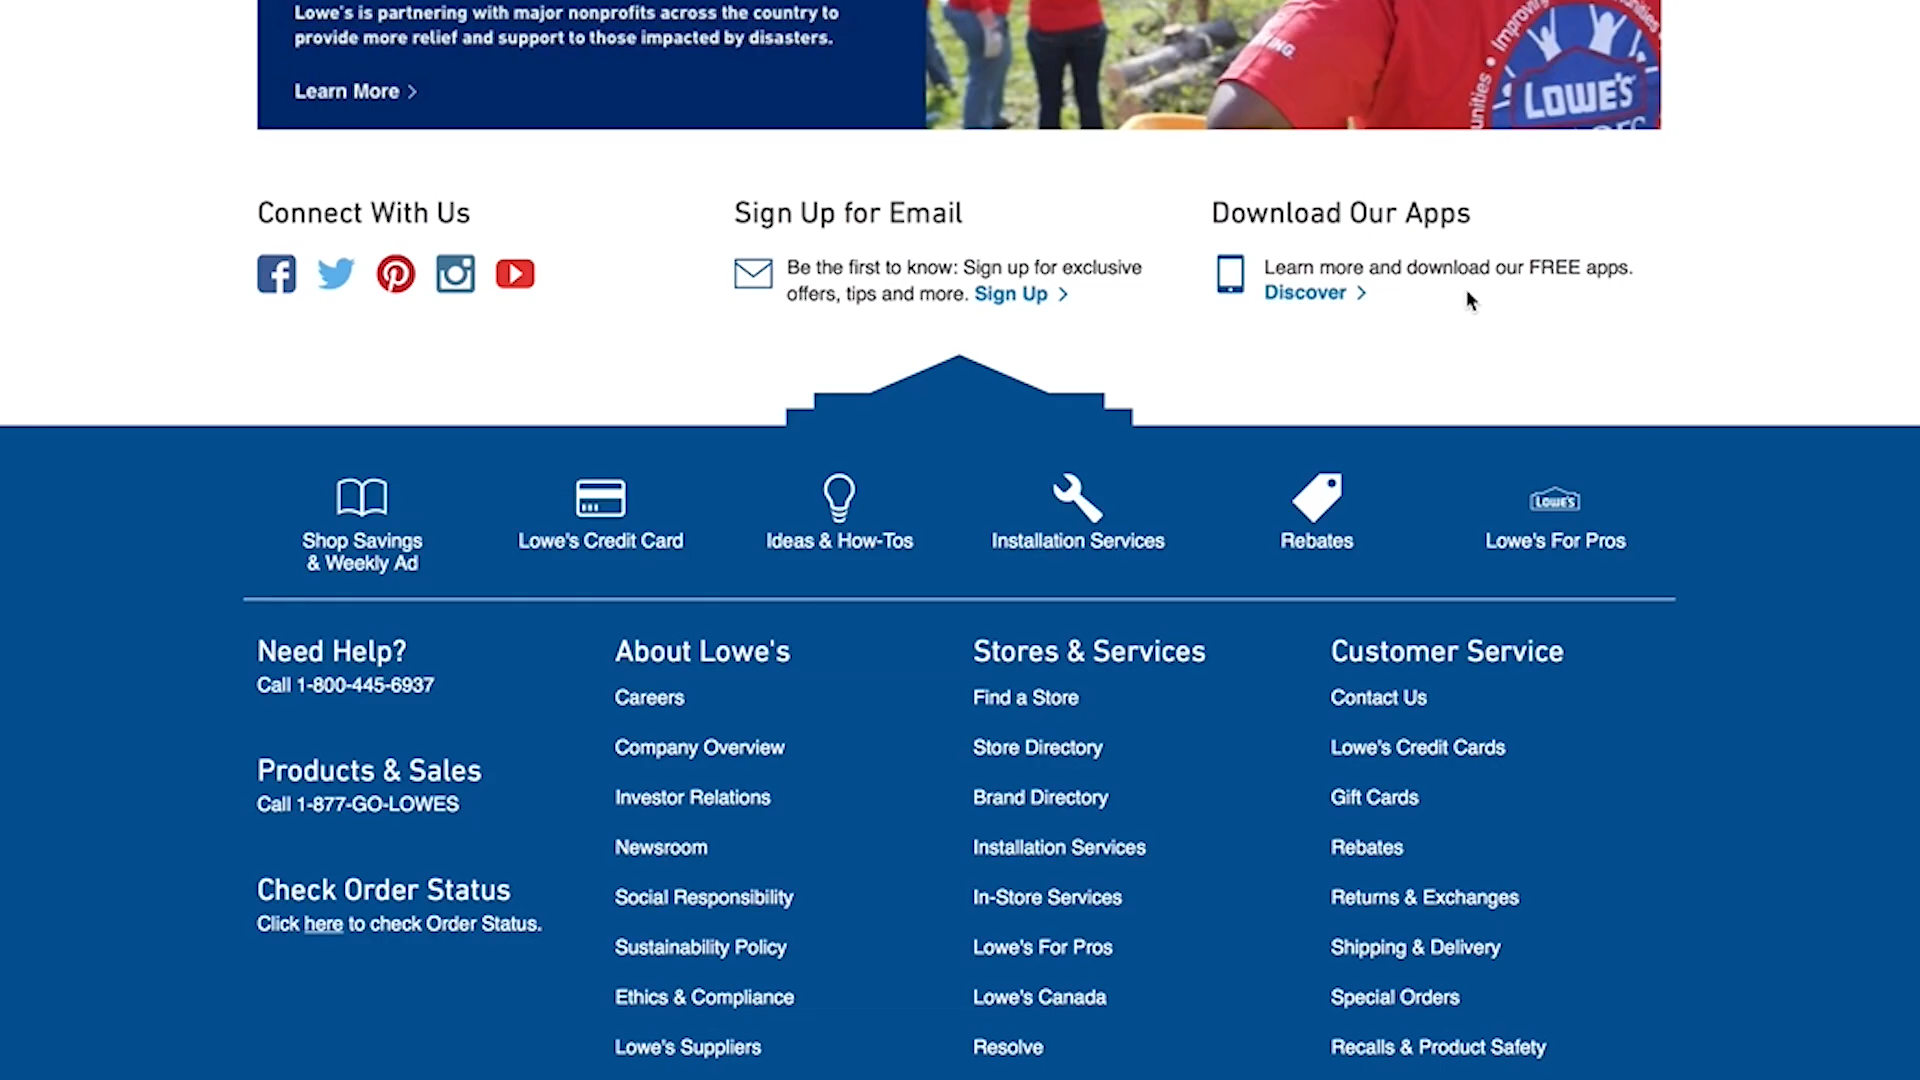 Lowe's is partnering with major nonprofits across the country to
provide more relief and support to those impacted by disasters.
Learn More
ING.
Improving
unities
LOWE'S
Connect With Us
Sign Up for Email
Be the first to know: Sign up for exclusive
offers, tips and more. Sign Up
Download Our Apps
Learn more and download our FREE apps.
Discover
Shop Savings
& Weekly Ad
Lowe's Credit Card
Ideas & How-Tos
Installation Services
Rebates
LOWE'S
Lowe's For Pros
Need Help?
Call 1-800-445-6937
Products & Sales
Call 1-877-GO-LOWES
Check Order Status
Click here to check Order Status.
About Lowe's
Careers
Company Overview
Investor Relations
Newsroom
Social Responsibility
Sustainability Policy
Ethics & Compliance
Lowe's Suppliers
Stores & Services
Find a Store
Store Directory
Brand Directory
Installation Services
In-Store Services
Lowe's For Pros
Lowe's Canada
Resolve
Customer Service
Contact Us
Lowe's Credit Cards
Gift Cards
Rebates
Returns & Exchanges
Shipping & Delivery
Special Orders
Recalls & Product Safety